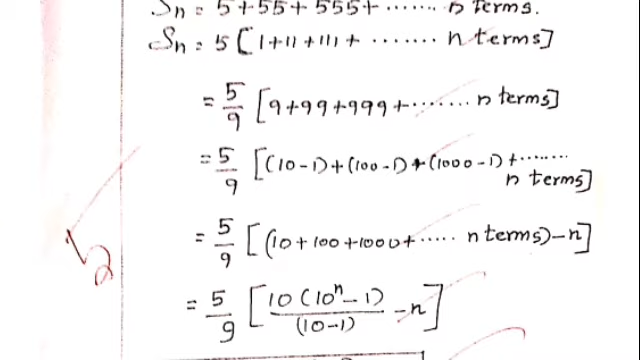 Sn = 5+55+555+ ....... n terms.
Sn = 5 [1+11+111+ ........ n terms]
= 5/9 [9+99+999+ ........ n terms]
= 5/9 [(10-1)+(100-1)+(1000-1)+........
n terms]
= 5/9 [(10+100+1000+ ..... n terms)-n]
5
= 5/9 [10(10^n-1)/(10-1) -n]